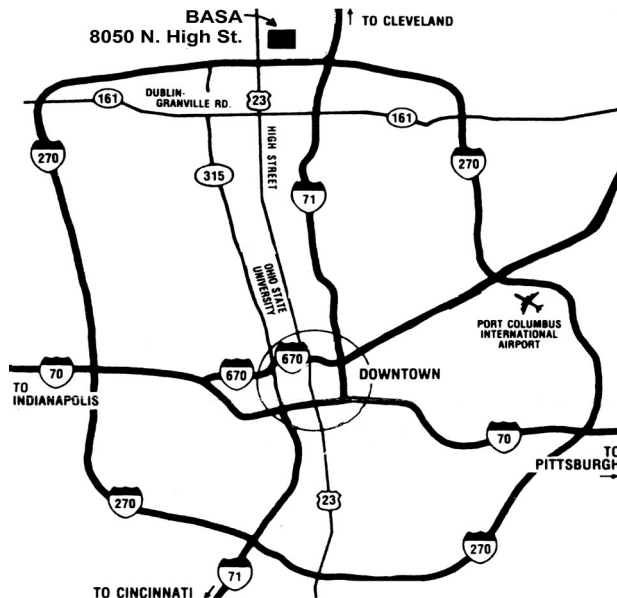 BASA
8050 N. High St.
TO CLEVELAND
161
DUBLIN-
GRANVILLE RD.
23
161
270
315
HIGH STREET
71
270
OHIO STATE
UNIVERSITY
PORT COLUMBUS
INTERNATIONAL
AIRPORT
70
670
670
DOWNTOWN
TO
INDIANAPOLIS
70
TO
PITTSBURGH
270
23
270
71
TO CINCINNATI